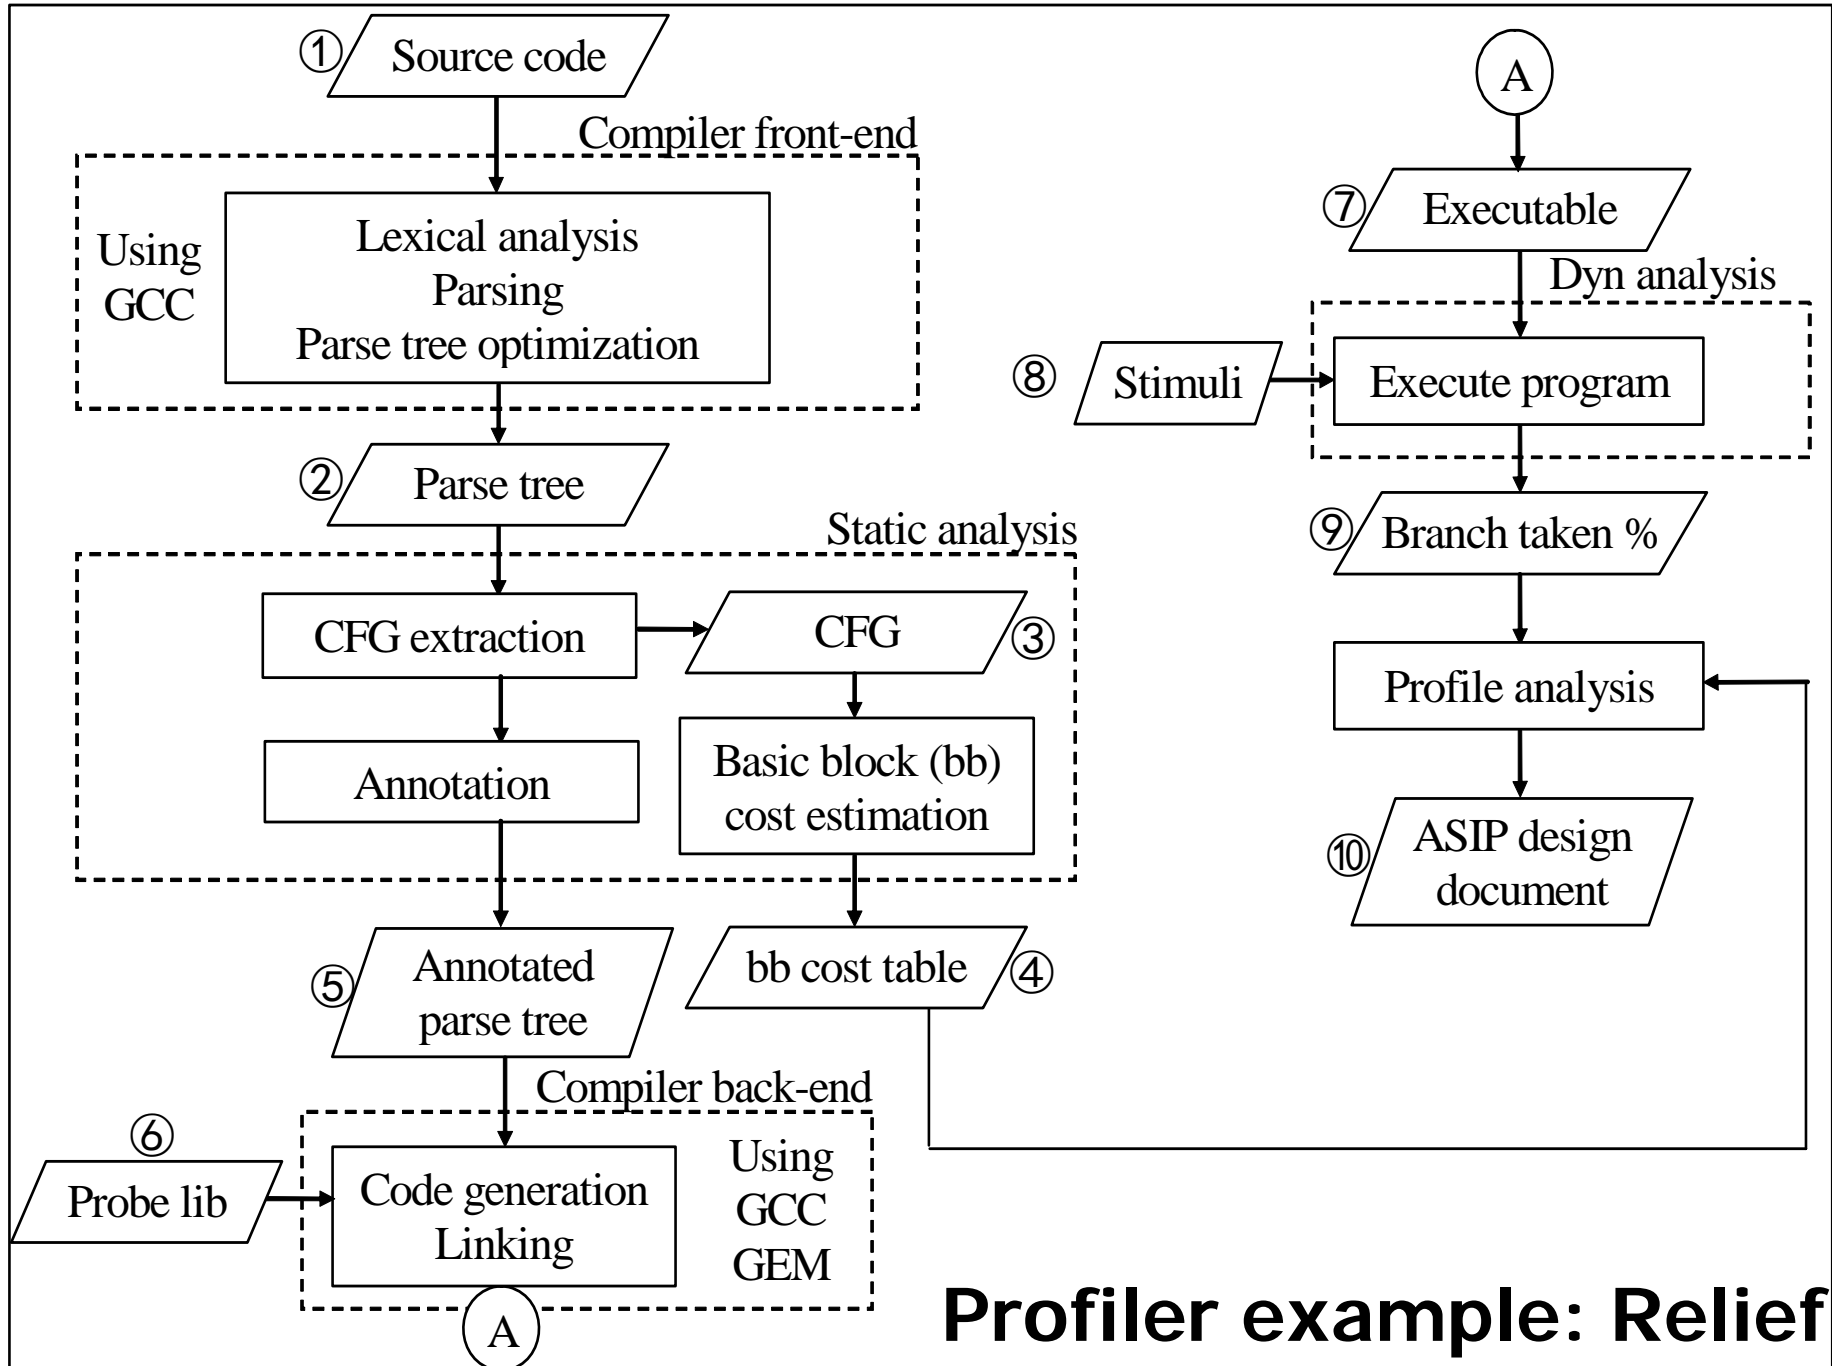 ① Source code
Compiler front-end
Using
GCC
Lexical analysis
Parsing
Parse tree optimization
② Parse tree
Static analysis
CFG extraction
CFG ③
Annotation
Basic block (bb)
cost estimation
⑤ Annotated
parse tree
bb cost table ④
Compiler back-end
⑥
Probe lib
Code generation
Linking
Using
GCC
GEM
A
A
⑦ Executable
Dyn analysis
⑧ Stimuli
Execute program
⑨ Branch taken %
Profile analysis
⑩ ASIP design
document
Profiler example: Relief